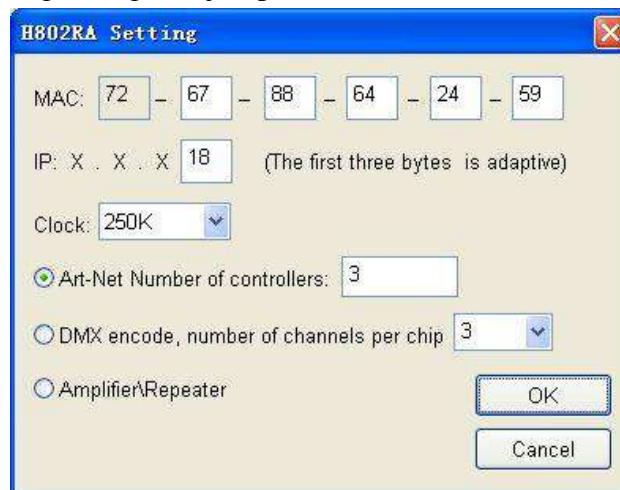 H802RA Setting
MAC: 72 - 67 - 88 - 64 - 24 - 59
IP: X . X . X 18 (The first three bytes is adaptive)
Clock: 250K
Art-Net Number of controllers: 3
DMX encode, number of channels per chip 3
Amplifier\Repeater
OK
Cancel